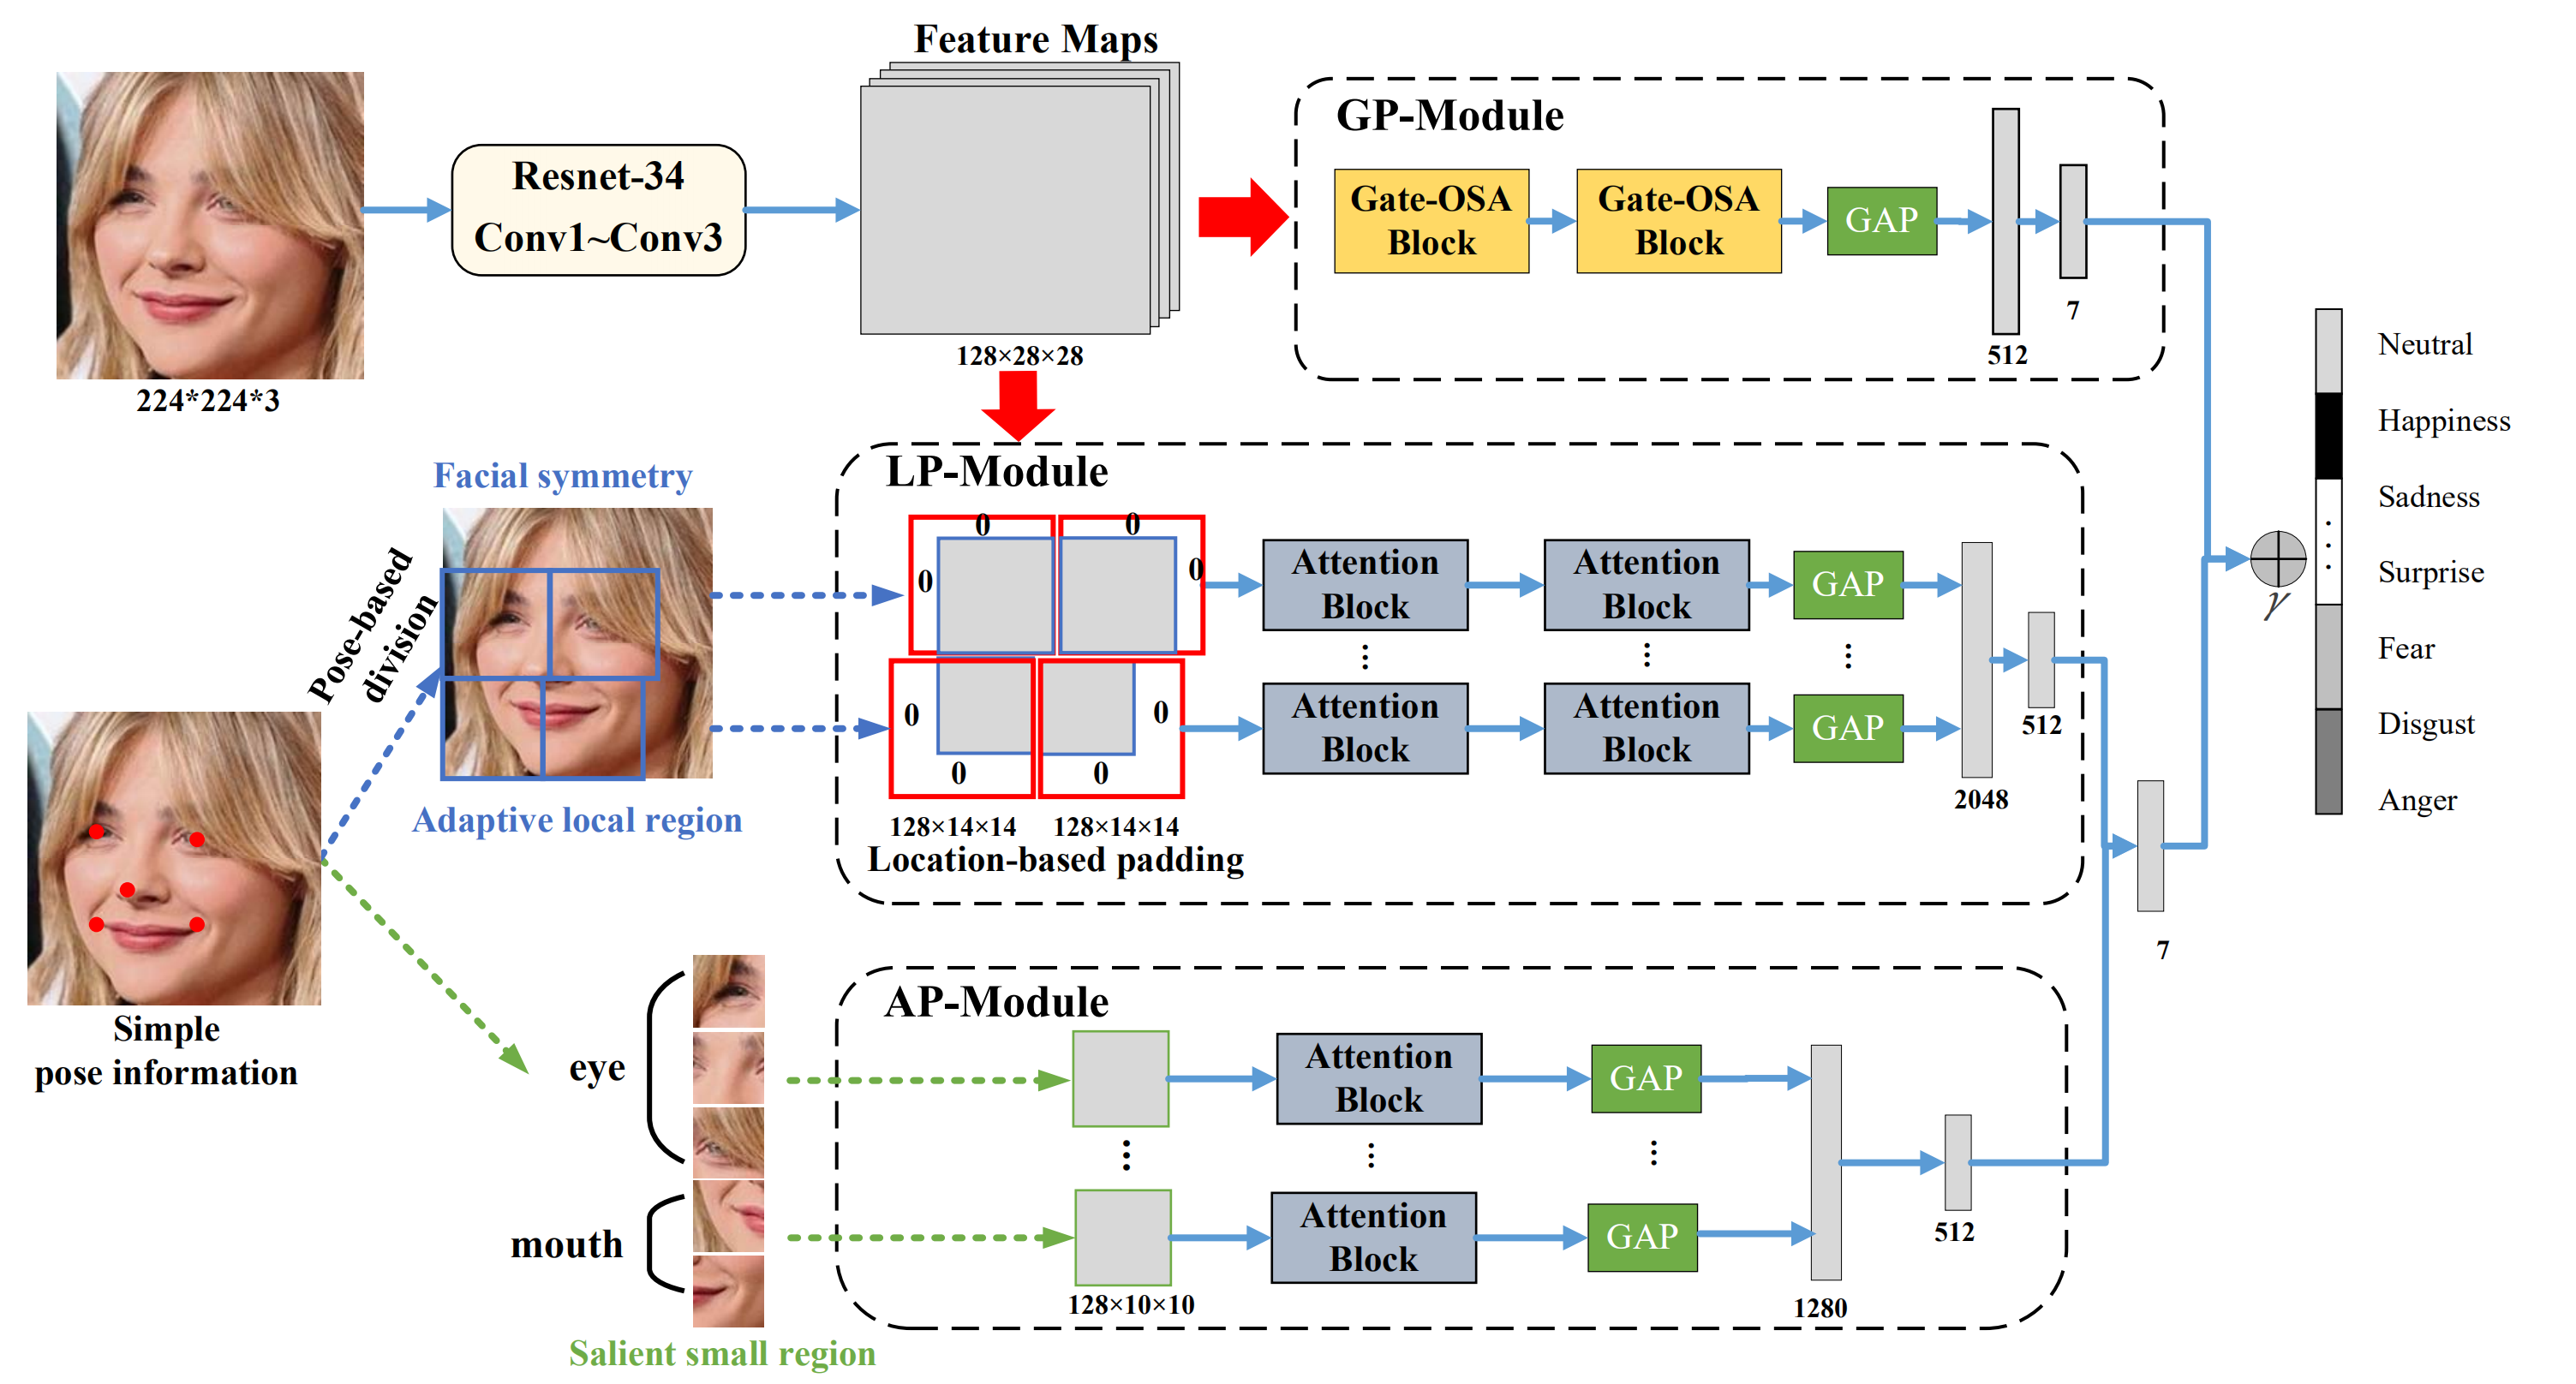 Feature Maps
224*224*3
Resnet-34
Conv1~Conv3
128×28×28
GP-Module
Gate-OSA
Block
Gate-OSA
Block
GAP
512
7
Facial symmetry
Pose-based
division
Adaptive local region
Simple
pose information
LP-Module
0
0
0
0
0
0
0
0
128×14×14
128×14×14
Location-based padding
Attention
Block
Attention
Block
GAP
⋮
⋮
⋮
Attention
Block
Attention
Block
GAP
2048
512
7
eye
mouth
Salient small region
AP-Module
⋮
128×10×10
Attention
Block
GAP
⋮
⋮
Attention
Block
GAP
1280
512
γ
Neutral
Happiness
Sadness
⋮
Surprise
Fear
Disgust
Anger